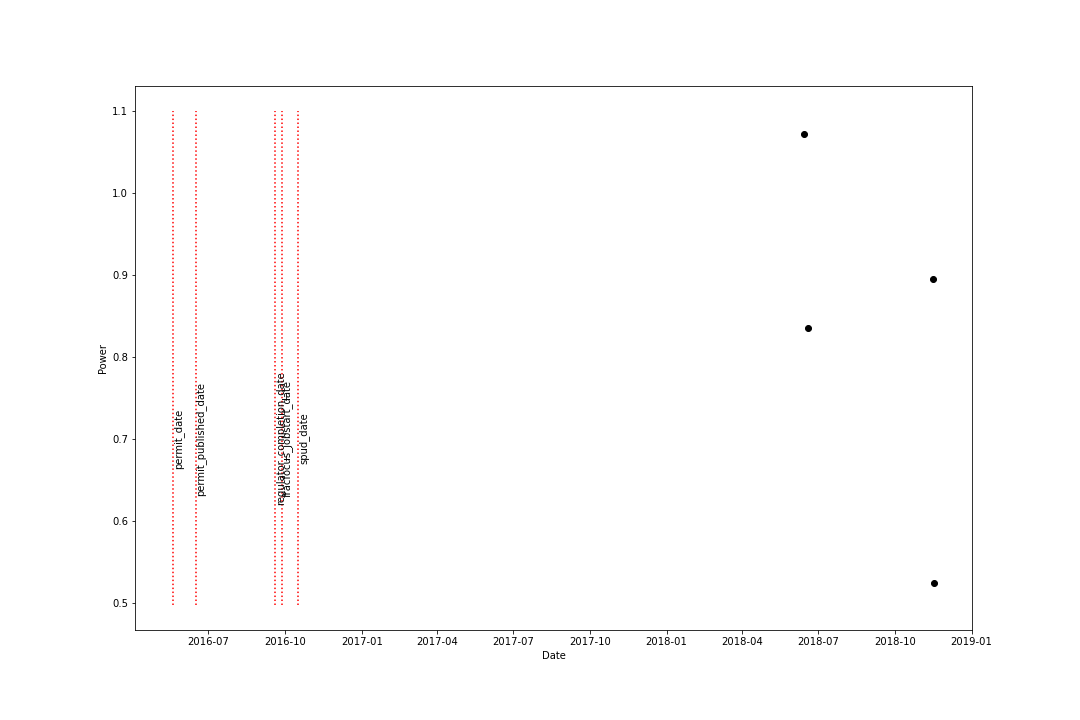 1.1
1.0
0.9
0.8
0.7
0.6
0.5
Power
permit_date
permit_published_date
regulator_completion_date
fracfocus_jobstart_date
spud_date
2016-07
2016-10
2017-01
2017-04
2017-07
2017-10
2018-01
2018-04
2018-07
2018-10
2019-01
Date